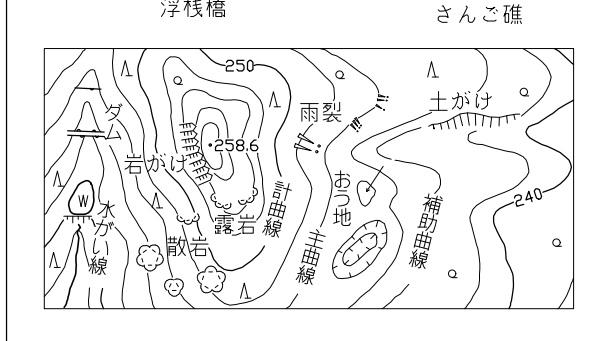 浮桟橋
さんご礁
250
雨裂
土がけ
ダム
岩がけ
258.6
計曲線
おう地
補助曲線
240
W
水がい線
露岩
散岩
主曲線